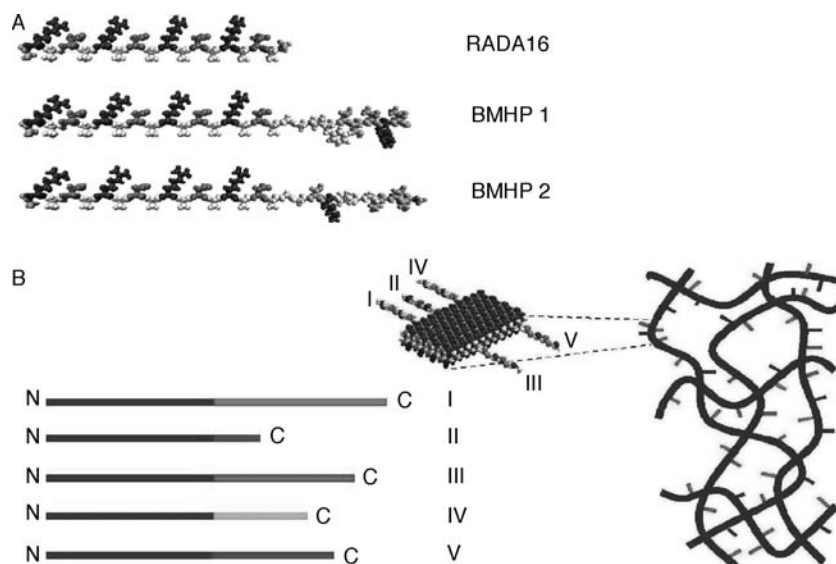 A
RADA16
BMHP 1
BMHP 2
B
IV
II
I
V
III
N C I
N C II
N C III
N C IV
N C V